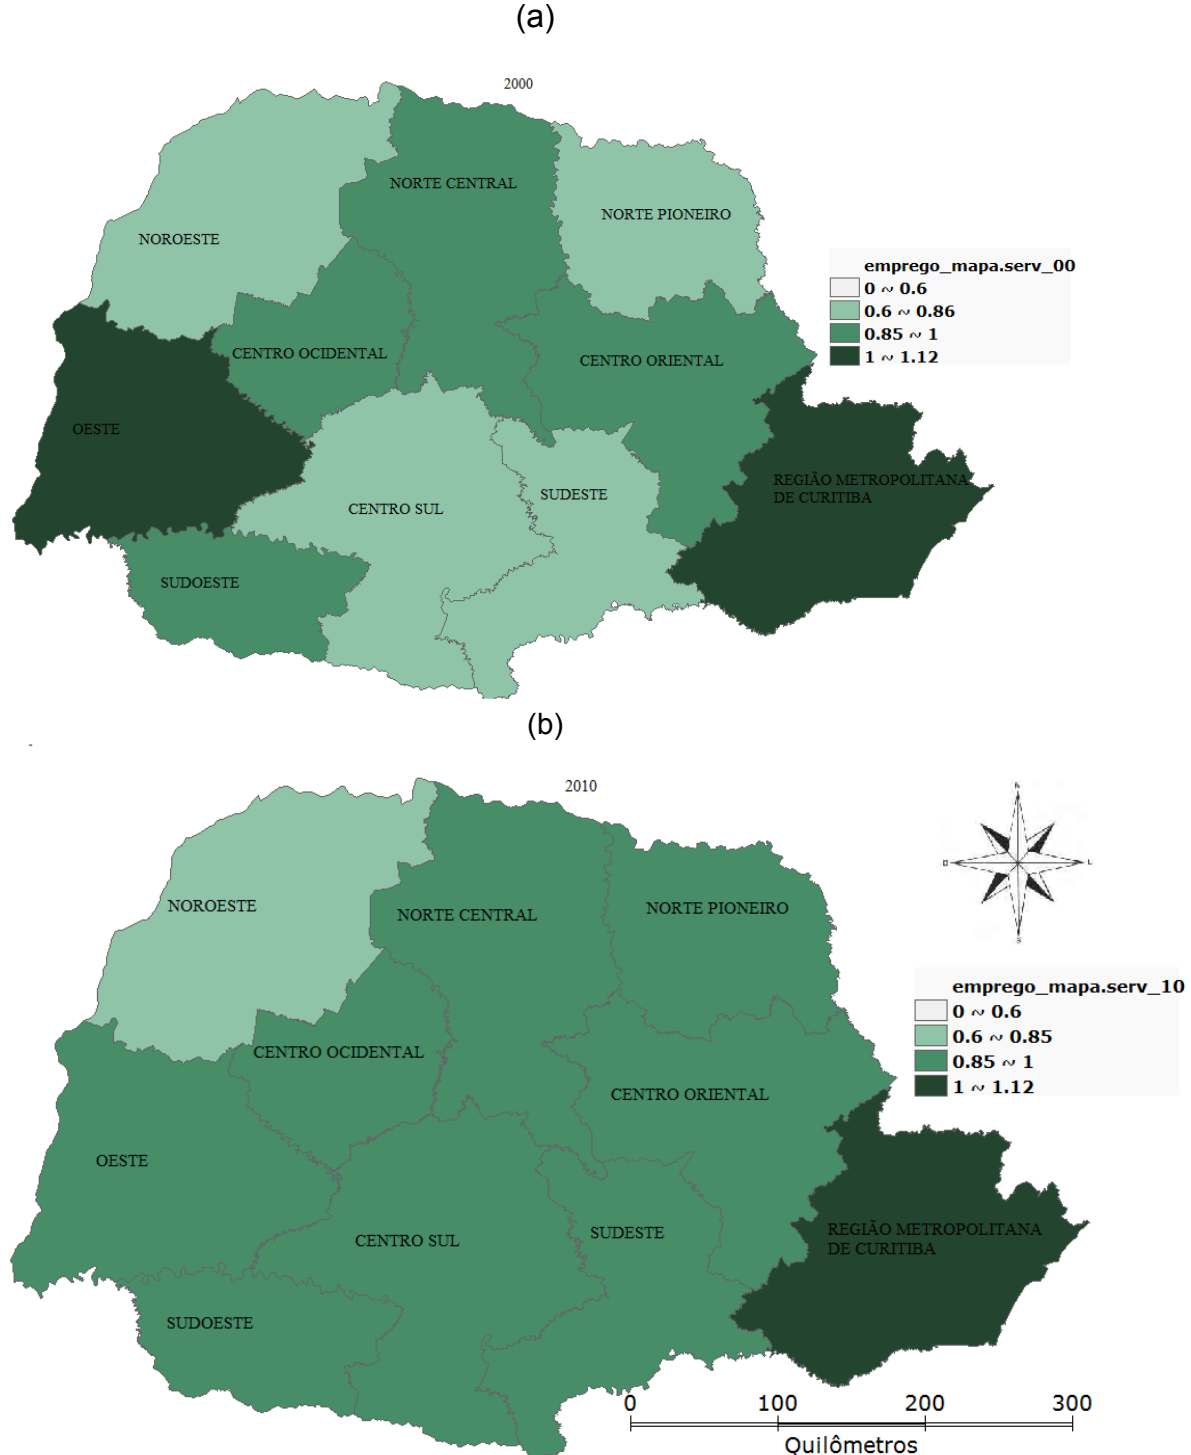 (a)
2000
NORTE CENTRAL
NORTE PIONEIRO
NOROESTE
emprego_mapa.serv_00
0 ~ 0.6
0.6 ~ 0.86
0.85 ~ 1
1 ~ 1.12
CENTRO OCIDENTAL
CENTRO ORIENTAL
OESTE
REGIÃO METROPOLITANA
DE CURITIBA
SUDESTE
CENTRO SUL
SUDOESTE
(b)
2010
N
O
L
S
NOROESTE
NORTE CENTRAL
NORTE PIONEIRO
emprego_mapa.serv_10
0 ~ 0.6
0.6 ~ 0.85
0.85 ~ 1
1 ~ 1.12
CENTRO OCIDENTAL
CENTRO ORIENTAL
OESTE
REGIÃO METROPOLITANA
DE CURITIBA
SUDESTE
CENTRO SUL
SUDOESTE
0 100 200 300
Quilômetros